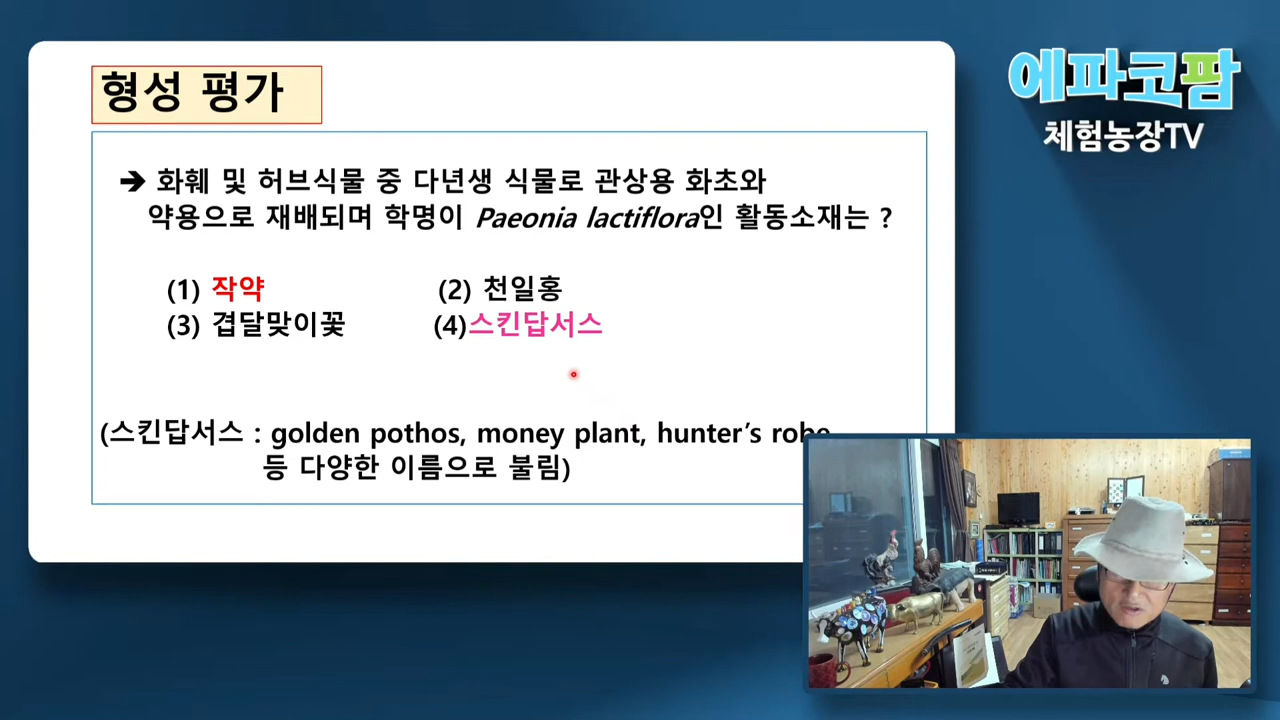 형성 평가
에파코팜
체험농장TV
➔ 화훼 및 허브식물 중 다년생 식물로 관상용 화초와
약용으로 재배되며 학명이 Paeonia lactiflora인 활동소재는 ?
(1) 작약 (2) 천일홍
(3) 겹달맞이꽃 (4)스킨답서스
(스킨답서스 : golden pothos, money plant, hunter’s robe
등 다양한 이름으로 불림)